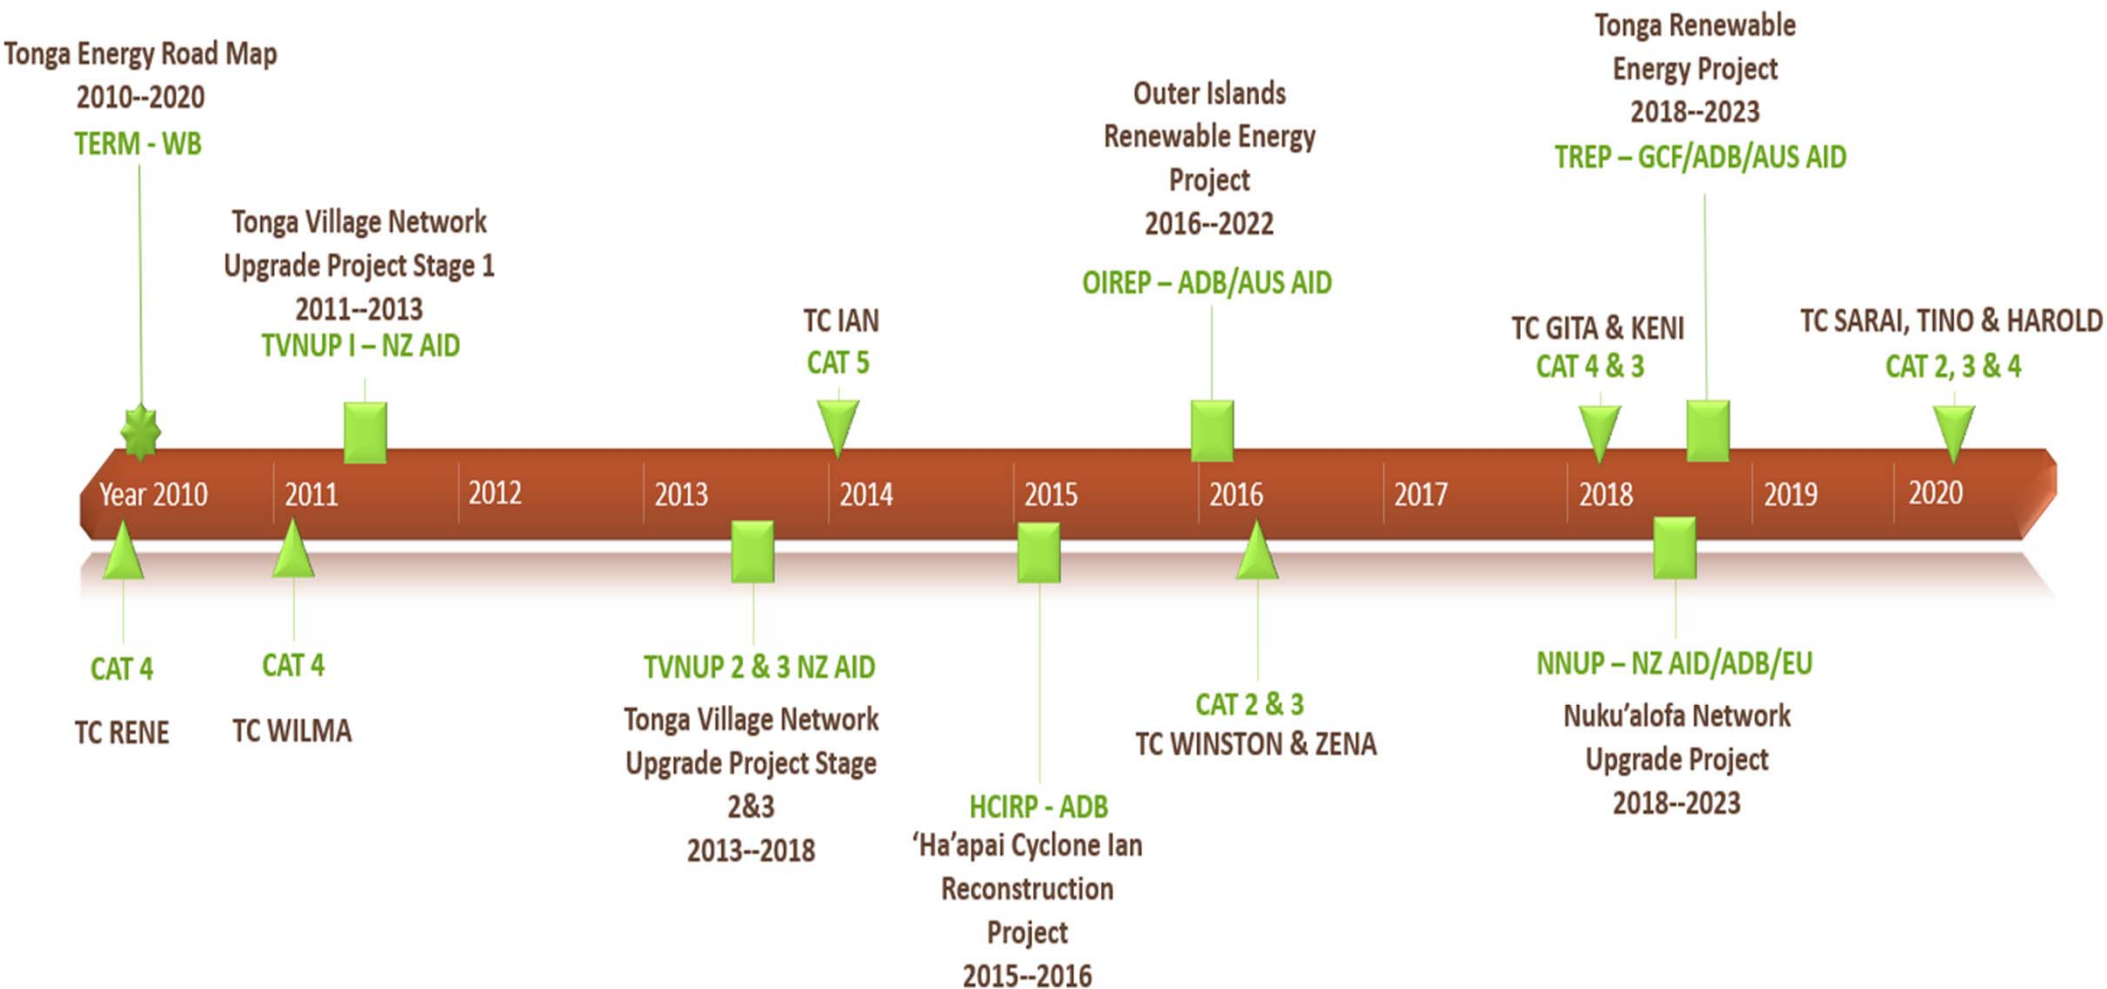 Tonga Energy Road Map
2010--2020
TERM - WB
Tonga Village Network
Upgrade Project Stage 1
2011--2013
TVNUP I – NZ AID
TC IAN
CAT 5
Outer Islands
Renewable Energy
Project
2016--2022
OIREP – ADB/AUS AID
Tonga Renewable
Energy Project
2018--2023
TREP – GCF/ADB/AUS AID
TC GITA & KENI
CAT 4 & 3
TC SARAI, TINO & HAROLD
CAT 2, 3 & 4
Year 2010 2011 2012 2013 2014 2015 2016 2017 2018 2019 2020
CAT 4
TC RENE
CAT 4
TC WILMA
TVNUP 2 & 3 NZ AID
Tonga Village Network
Upgrade Project Stage
2&3
2013--2018
HCIRP - ADB
‘Ha’apai Cyclone Ian
Reconstruction
Project
2015--2016
CAT 2 & 3
TC WINSTON & ZENA
NNUP – NZ AID/ADB/EU
Nuku’alofa Network
Upgrade Project
2018--2023